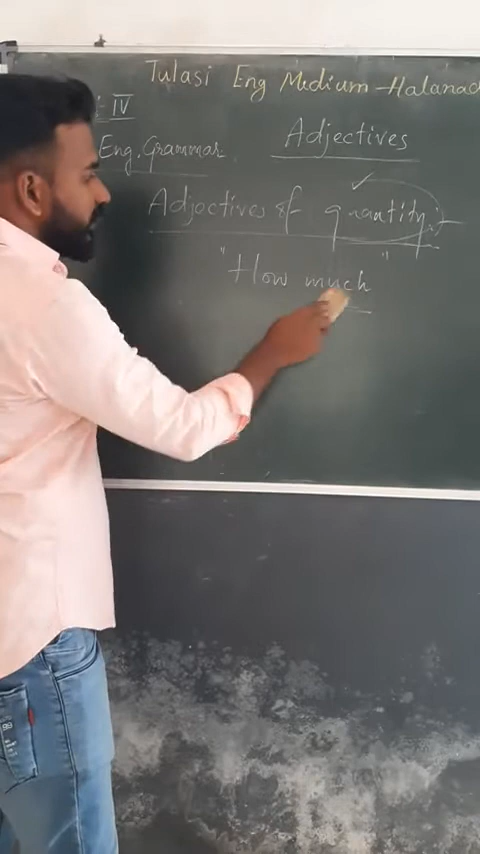 Tulasi Eng Medium - Halanad
: IV
Adjectives
Eng. Grammar.
Adjectives of quantity.
"How much"